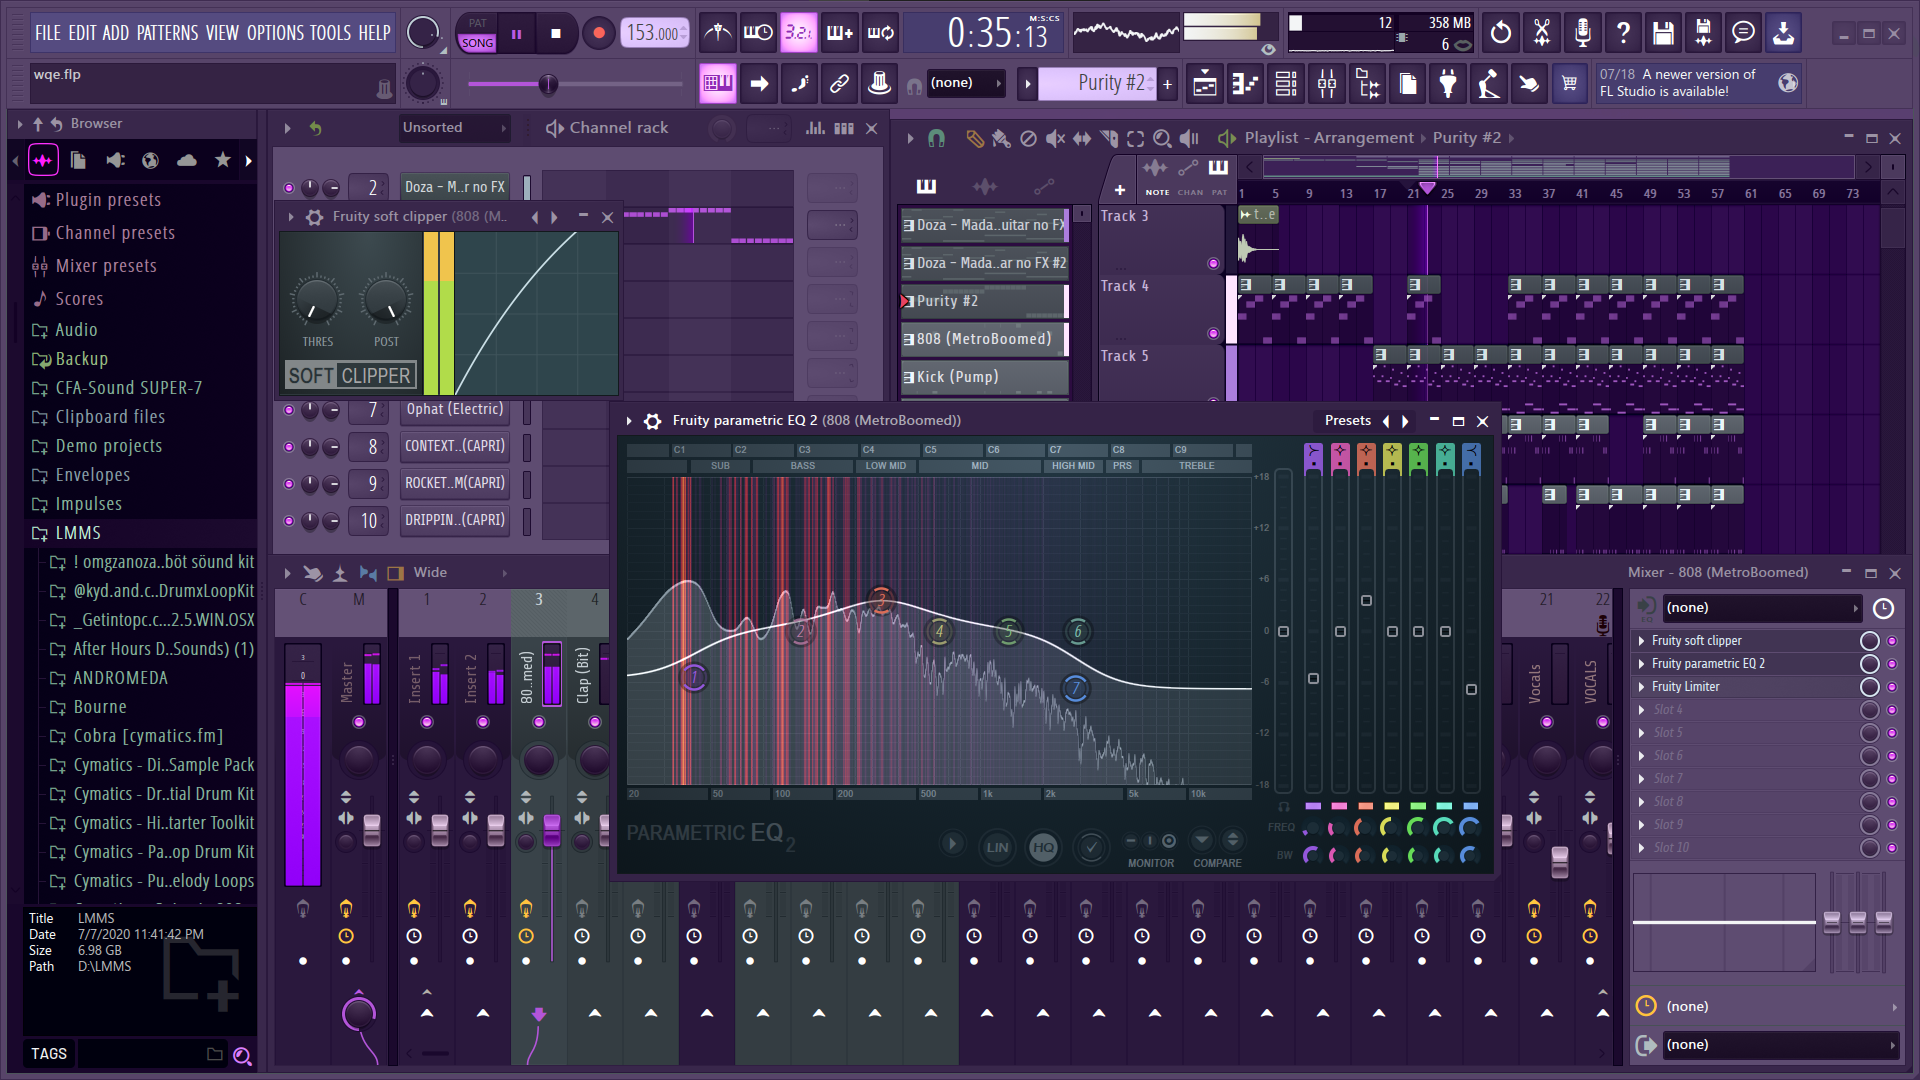 FILE EDIT ADD PATTERNS VIEW OPTIONS TOOLS HELP
PAT
SONG
153.000
3.2.1
0:35:13
M:S:CS
12
358 MB
6
wqe.flp
(none)
Purity #2
07/18 A newer version of
FL Studio is available!
Browser
Unsorted
Channel rack
Playlist - Arrangement
Purity #2
Plugin presets
Channel presets
Mixer presets
Scores
Audio
Backup
CFA-Sound SUPER-7
Clipboard files
Demo projects
Envelopes
Impulses
LMMS
! omgzanoza..böt söund kit
@kyd.and.c..DrumxLoopKit
_Getintopc.c...2.5.WIN.OSX
After Hours D..Sounds) (1)
ANDROMEDA
Bourne
Cobra [cymatics.fm]
Cymatics - Di..Sample Pack
Cymatics - Dr..tial Drum Kit
Cymatics - Hi..tarter Toolkit
Cymatics - Pa..op Drum Kit
Cymatics - Pu..elody Loops
Title LMMS
Date 7/7/2020 11:41:42 PM
Size 6.98 GB
Path D:\LMMS
TAGS
2 Doza - M..r no FX
Fruity soft clipper (808 (M..
THRES POST
SOFT CLIPPER
7 Ophat (Electric)
8 CONTEXT..(CAPRI)
9 ROCKET..M(CAPRI)
10 DRIPPIN..(CAPRI)
NOTE CHAN PAT
1 5 9 13 17 21 25 29 33 37 41 45 49 53 57 61 65 69 73
Doza - Mada..uitar no FX
Doza - Mada..ar no FX #2
Purity #2
808 (MetroBoomed)
Kick (Pump)
Track 3
t..e
Track 4
Track 5
Fruity parametric EQ 2 (808 (MetroBoomed))
Presets
C1 C2 C3 C4 C5 C6 C7 C8 C9
SUB BASS LOW MID MID HIGH MID PRS TREBLE
+18
+12
+6
0
-6
-12
-18
1 2 3 4 5 6 7
20 50 100 200 500 1k 2k 5k 10k
PARAMETRIC EQ 2
LIN HQ
MONITOR COMPARE
FREQ
BW
Wide
C M 1 2 3 4 21 22
3
0
Master
Insert 1
Insert 2
80..med)
Clap (Bit)
Vocals
VOCALS
Mixer - 808 (MetroBoomed)
(none)
Fruity soft clipper
Fruity parametric EQ 2
Fruity Limiter
Slot 4
Slot 5
Slot 6
Slot 7
Slot 8
Slot 9
Slot 10
(none)
(none)